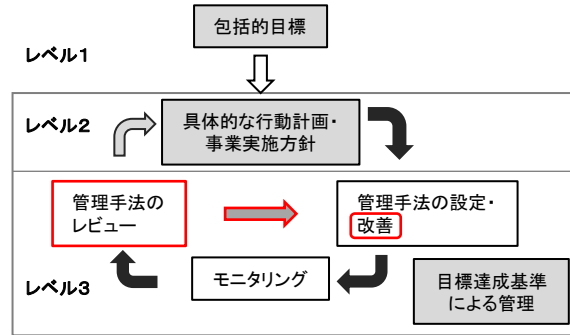 包括的目標
レベル1
レベル2
具体的な行動計画・
事業実施方針
管理手法の
レビュー
管理手法の設定・
改善
モニタリング
レベル3
目標達成基準
による管理